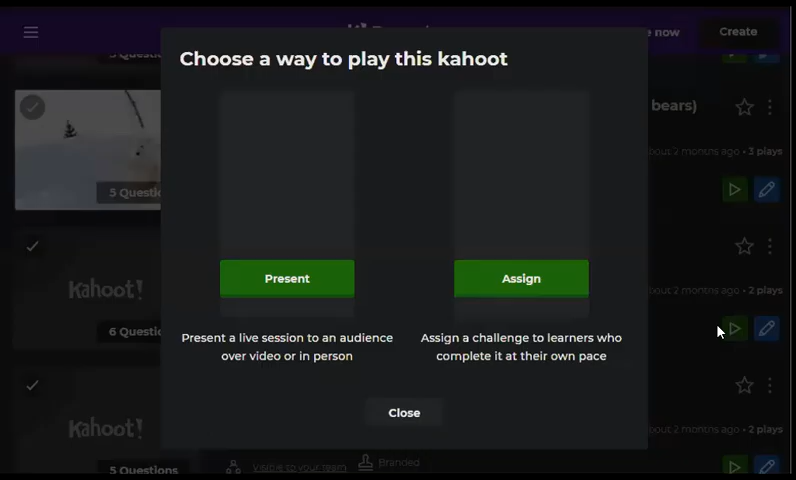 e now
Create
5 Questi
Choose a way to play this kahoot
bears)
about 2 months ago • 3 plays
5 Questio
Present
Assign
about 2 months ago • 2 plays
Kahoot!
6 Questio
Present a live session to an audience
over video or in person
Assign a challenge to learners who
complete it at their own pace
Close
about 2 months ago • 2 plays
Kahoot!
5 Questions
Visible to your team
Branded